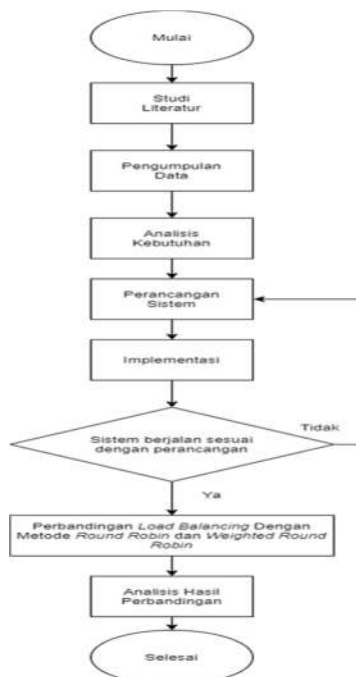 Mulai
Studi
Literatur
Pengumpulan
Data
Analisis
Kebutuhan
Perancangan
Sistem
Implementasi
Tidak
Sistem berjalan sesuai
dengan perancangan
Ya
Perbandingan Load Balancing Dengan
Metode Round Robin dan Weighted Round
Robin
Analisis Hasil
Perbandingan
Selesai